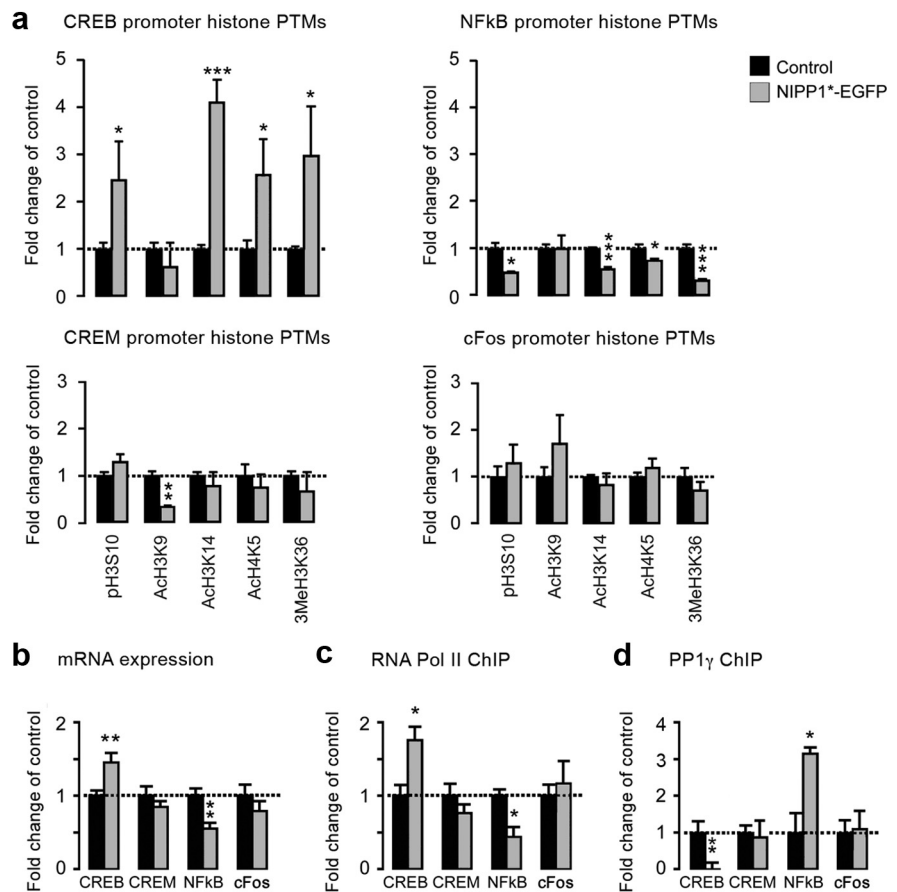 a
CREB promoter histone PTMs
NFkB promoter histone PTMs
Control
NIPP1*-EGFP
Fold change of control
5
4
3
2
1
0
*
***
*
*
Fold change of control
5
4
3
2
1
0
*
***
*
***
CREM promoter histone PTMs
cFos promoter histone PTMs
Fold change of control
3
2
1
0
**
pH3S10
AcH3K9
AcH3K14
AcH4K5
3MeH3K36
Fold change of control
3
2
1
0
pH3S10
AcH3K9
AcH3K14
AcH4K5
3MeH3K36
b
mRNA expression
Fold change of control
2
1
0
**
**
CREB CREM NFkB cFos
c
RNA Pol II ChIP
Fold change of control
2
1
0
*
*
CREB CREM NFkB cFos
d
PP1γ ChIP
Fold change of control
4
3
2
1
0
**
*
CREB CREM NFkB cFos